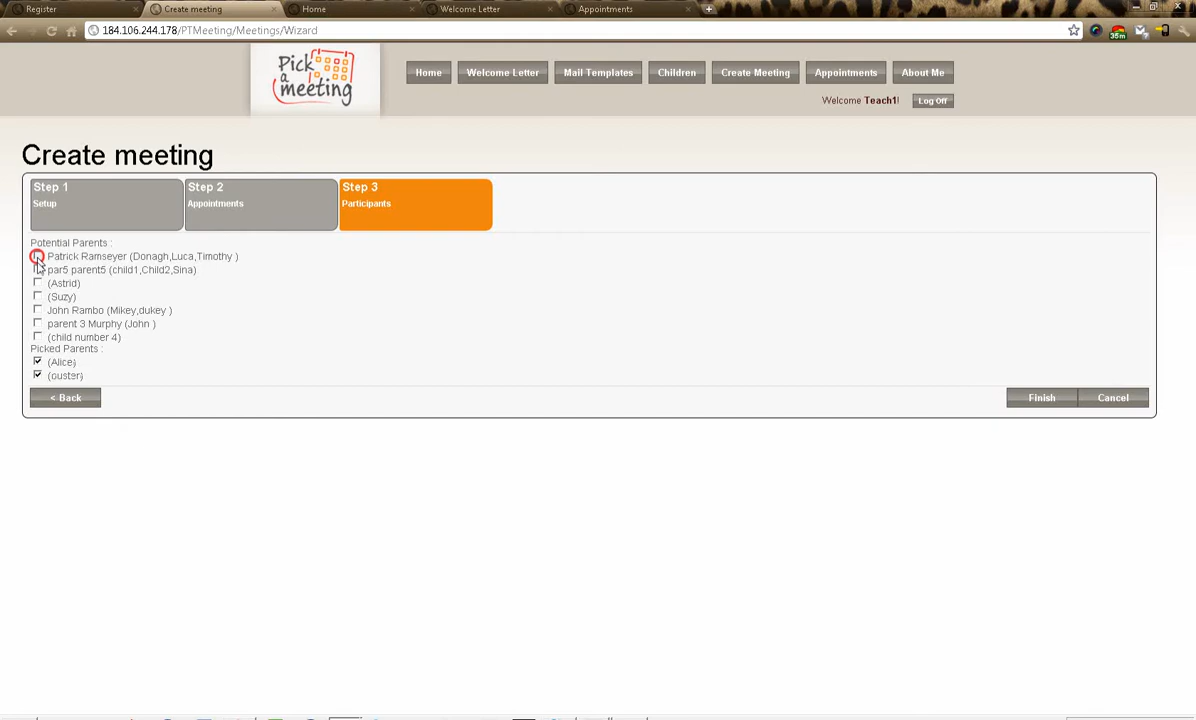 Register
Create meeting
Home
Welcome Letter
Appointments
184.106.244.178/PTMeeting/Meetings/Wizard
35m
Pick
a
meeting
Home
Welcome Letter
Mail Templates
Children
Create Meeting
Appointments
About Me
Welcome Teach1!
Log Off
Create meeting
Step 1
Setup
Step 2
Appointments
Step 3
Participants
Potential Parents :
Patrick Ramseyer (Donagh,Luca,Timothy )
par5 parent5 (child1,Child2,Sina)
(Astrid)
(Suzy)
John Rambo (Mikey,dukey )
parent 3 Murphy (John )
(child number 4)
Picked Parents :
(Alice)
(ouster)
< Back
Finish
Cancel